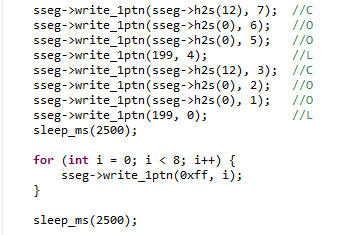 sseg->write_1ptn(sseg->h2s(12), 7);  //C
sseg->write_1ptn(sseg->h2s(0), 6);   //O
sseg->write_1ptn(sseg->h2s(0), 5);   //O
sseg->write_1ptn(199, 4);            //L
sseg->write_1ptn(sseg->h2s(12), 3);  //C
sseg->write_1ptn(sseg->h2s(0), 2);   //O
sseg->write_1ptn(sseg->h2s(0), 1);   //O
sseg->write_1ptn(199, 0);            //L
sleep_ms(2500);

for (int i = 0; i < 8; i++) {
    sseg->write_1ptn(0xff, i);
}

sleep_ms(2500);